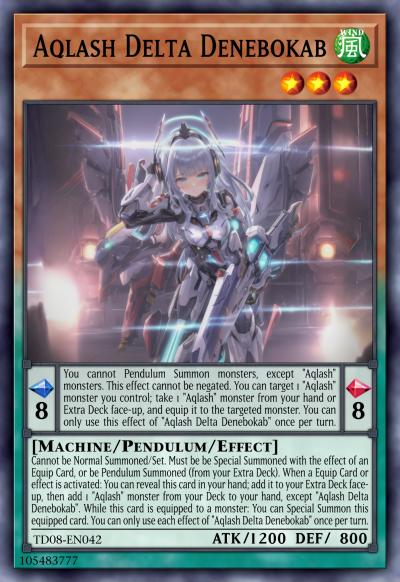 Aqlash Delta Denebokab
WIND
風
You cannot Pendulum Summon monsters, except "Aqlash"
monsters. This effect cannot be negated. You can target 1 "Aqlash"
monster you control; take 1 "Aqlash" monster from your hand or
Extra Deck face-up, and equip it to the targeted monster. You can
only use this effect of "Aqlash Delta Denebokab" once per turn.
8
8
[Machine/Pendulum/Effect]
Cannot be Normal Summoned/Set. Must be Special Summoned with the effect of an
Equip Card, or be Pendulum Summoned (from your Extra Deck). When a Equip Card or
effect is activated: You can reveal this card in your hand; add it to your Extra Deck face-
up, then add 1 "Aqlash" monster from your Deck to your hand, except "Aqlash Delta
Denebokab". While this card is equipped to a monster: You can Special Summon this
equipped card. You can only use each effect of "Aqlash Delta Denebokab" once per turn.
TD08-EN042
ATK/1200 DEF/ 800
105483777